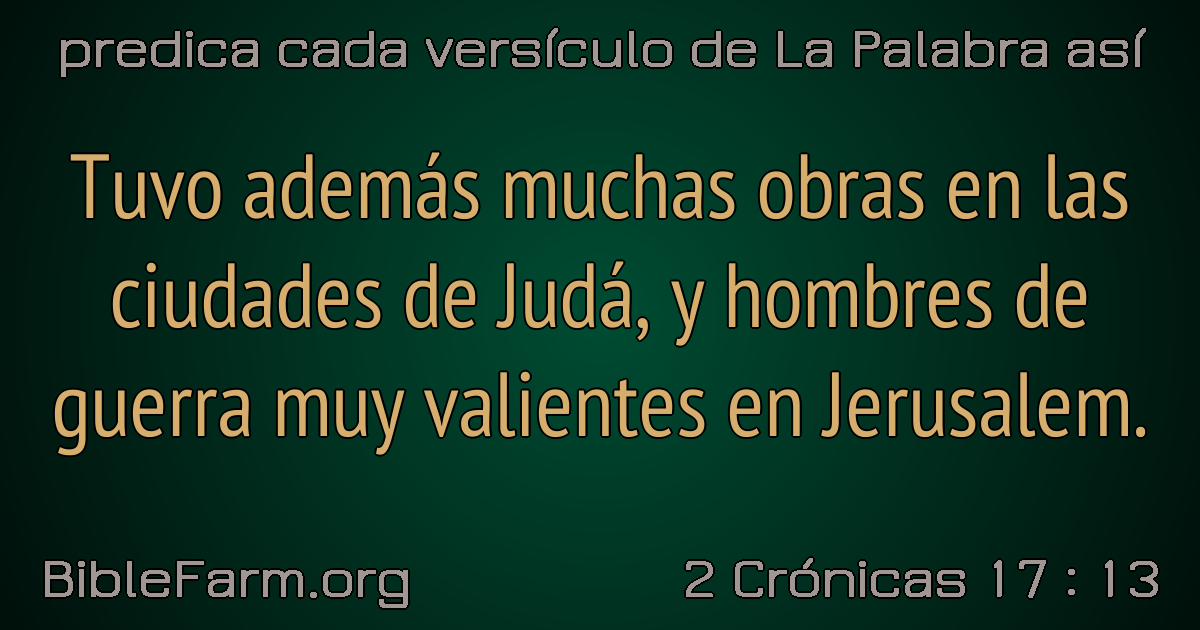 predica cada versículo de La Palabra así
Tuvo además muchas obras en las
ciudades de Judá, y hombres de
guerra muy valientes en Jerusalem.
BibleFarm.org
2 Crónicas 17 : 13